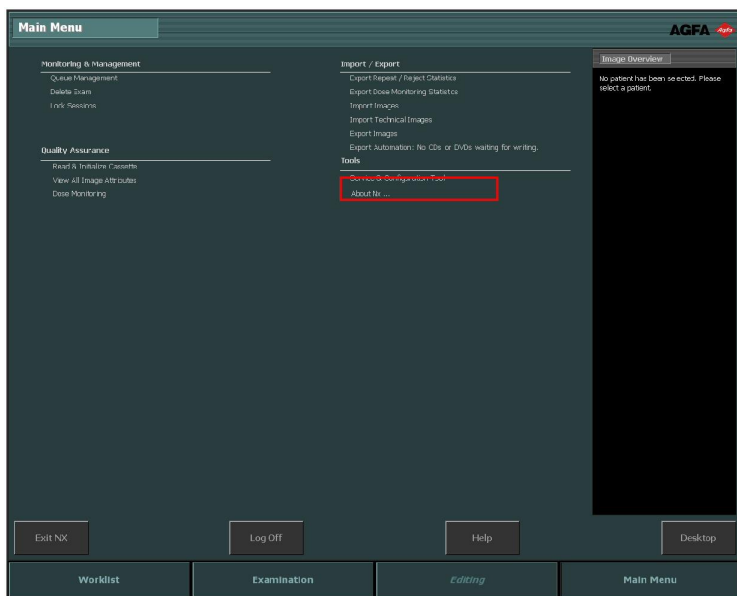 Main Menu
AGFA
Monitoring & Management
Queue Management
Delete Exam
Lock Sessions
Quality Assurance
Read & Initialize Cassette
View All Image Attributes
Dose Monitoring
Import / Export
Export Repeat / Reject Statistics
Export Dose Monitoring Statistics
Import Images
Import Technical Images
Export Images
Export Automation: No CDs or DVDs waiting for writing.
Tools
Service & Configuration Tool
About Nx ...
Image Overview
No patient has been selected. Please
select a patient.
Exit NX
Log Off
Help
Desktop
Worklist
Examination
Editing
Main Menu